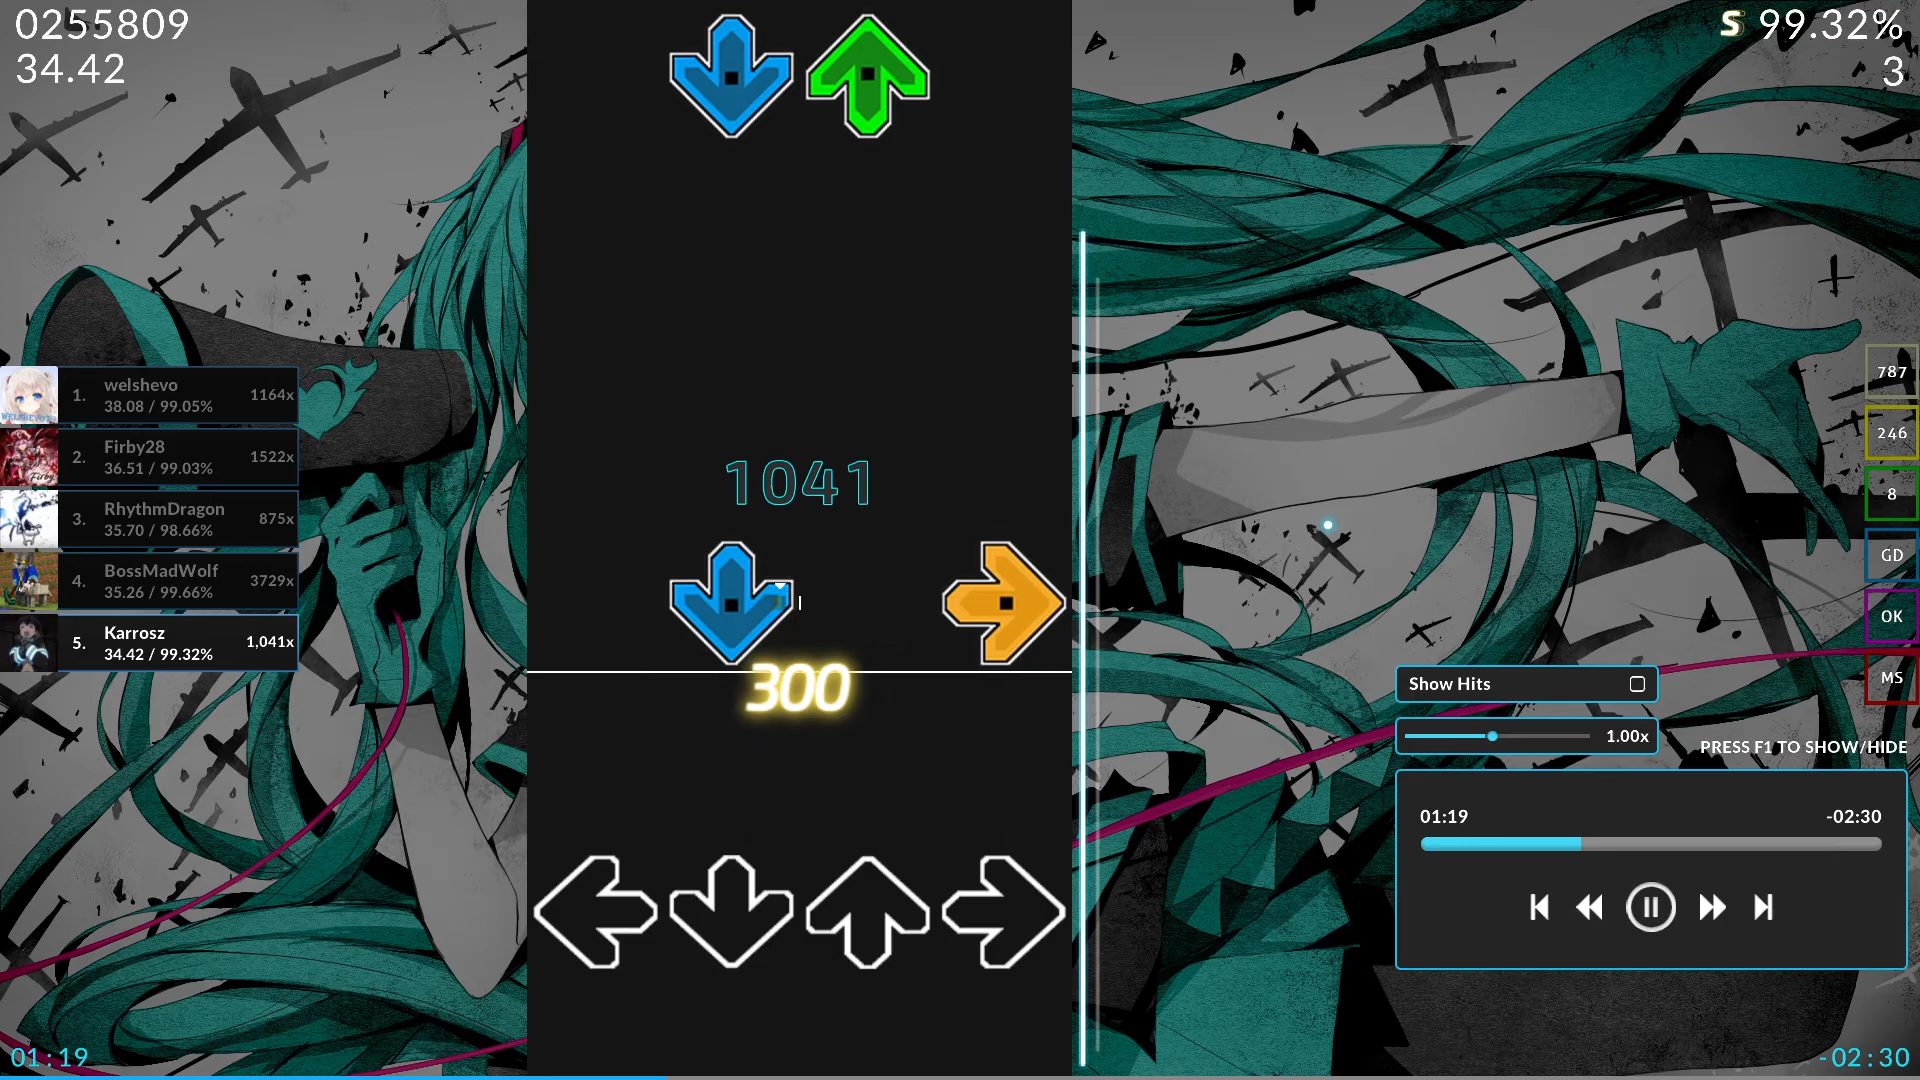 0255809
34.42
S 99.32%
3
1041
300
1. welshevo 1164x
38.08 / 99.05%
2. Firby28 1522x
36.51 / 99.03%
3. RhythmDragon 875x
35.70 / 98.66%
4. BossMadWolf 3729x
35.26 / 99.66%
5. Karrosz 1,041x
34.42 / 99.32%
787
246
8
GD
OK
MS
Show Hits
1.00x
PRESS F1 TO SHOW/HIDE
01:19 -02:30
01:19
-02:30